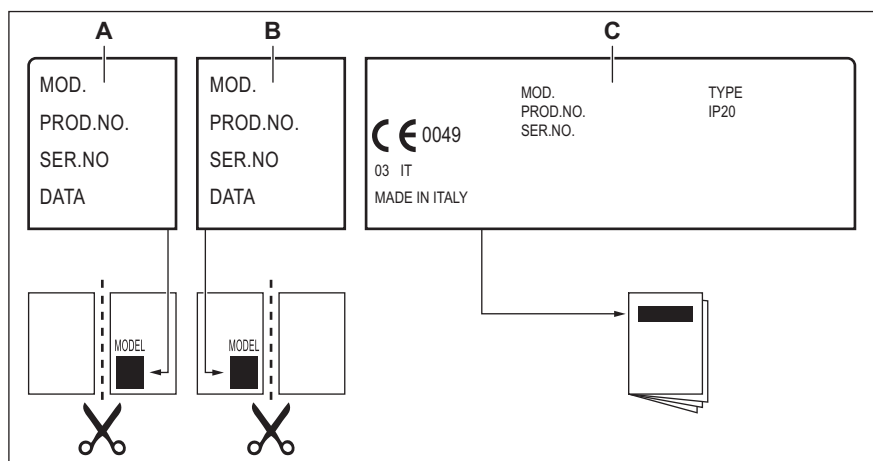 A
B
C
MOD.
PROD.NO.
SER.NO
DATA
MOD.
PROD.NO.
SER.NO
DATA
MOD.
PROD.NO.
SER.NO.
TYPE
IP20
CE 0049
03 IT
MADE IN ITALY
MODEL
MODEL